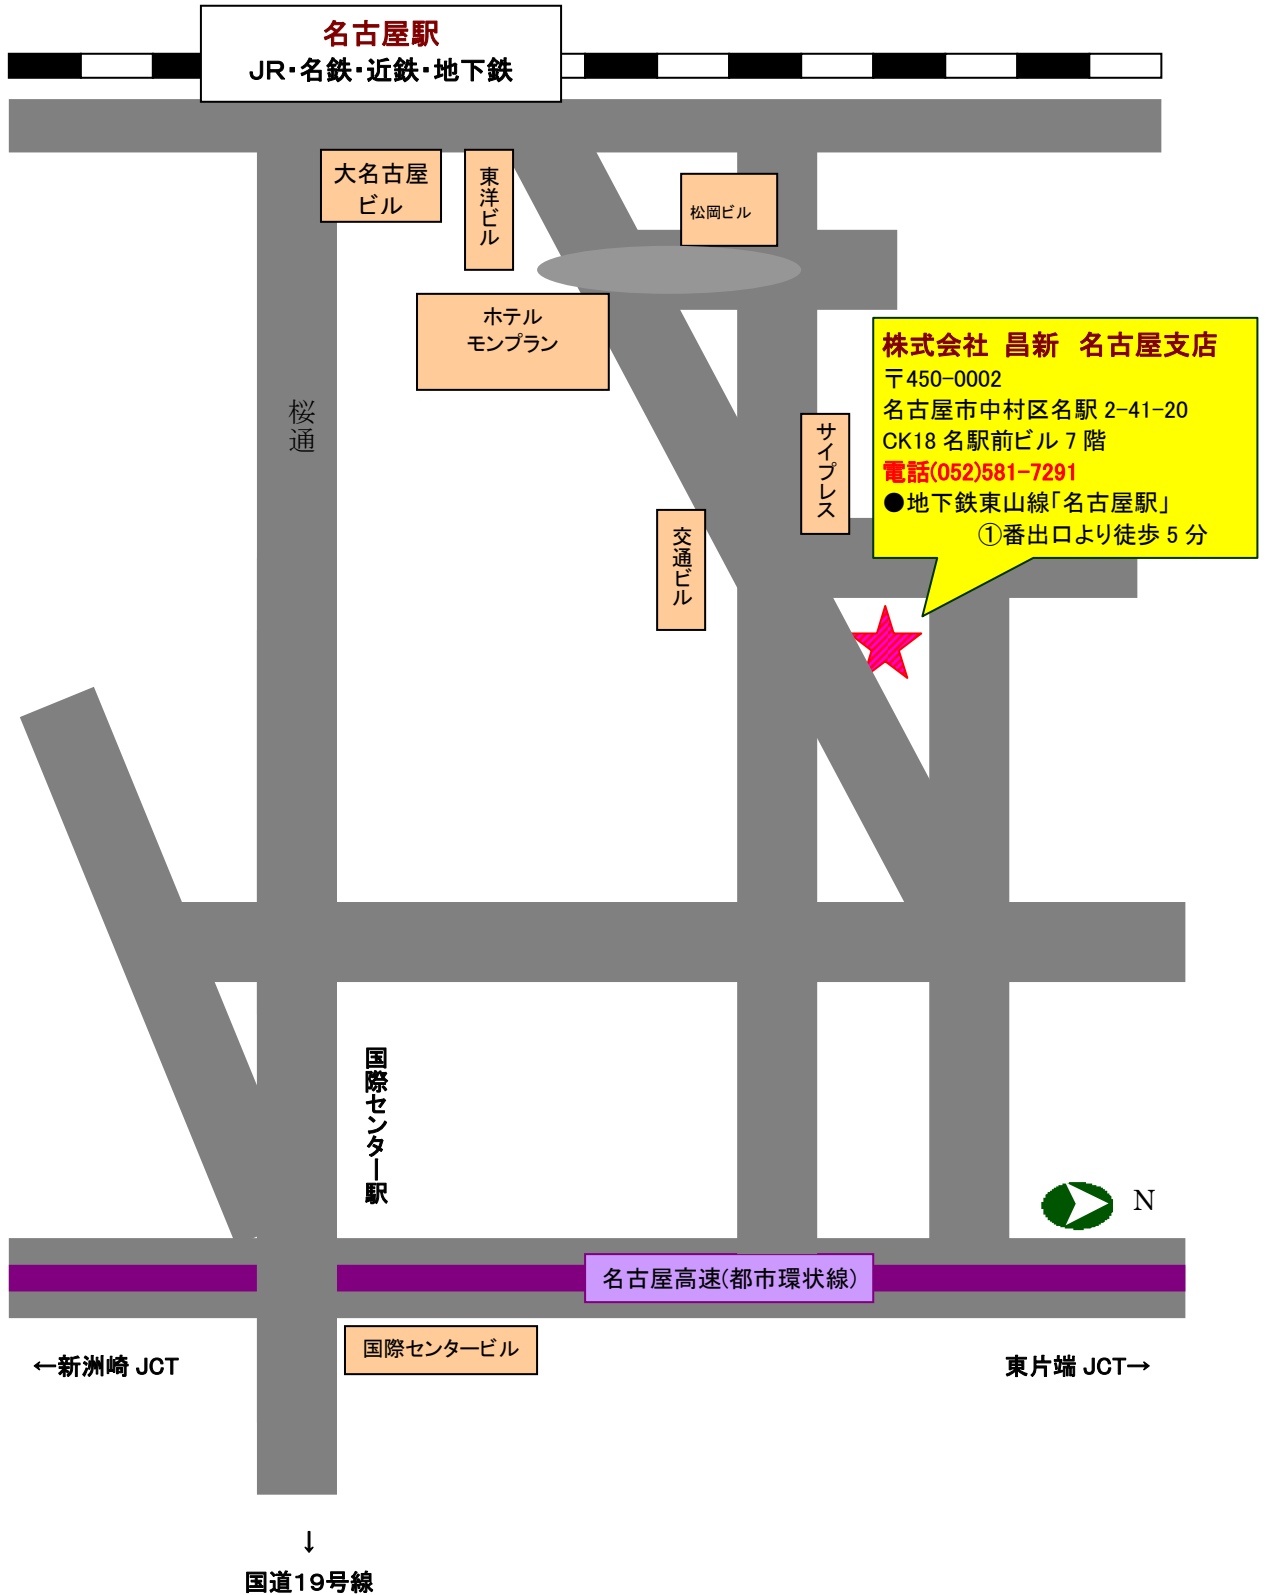 名古屋駅
JR・名鉄・近鉄・地下鉄
大名古屋
ビル
東洋ビル
松岡ビル
ホテル
モンブラン
株式会社 昌新 名古屋支店
〒450-0002
名古屋市中村区名駅 2-41-20
CK18 名駅前ビル 7 階
電話(052)581-7291
●地下鉄東山線「名古屋駅」
①番出口より徒歩 5 分
桜通
サイプレス
交通ビル
国際センター駅
N
名古屋高速(都市環状線)
国際センタービル
←新洲崎 JCT
東片端 JCT→
↓
国道19号線